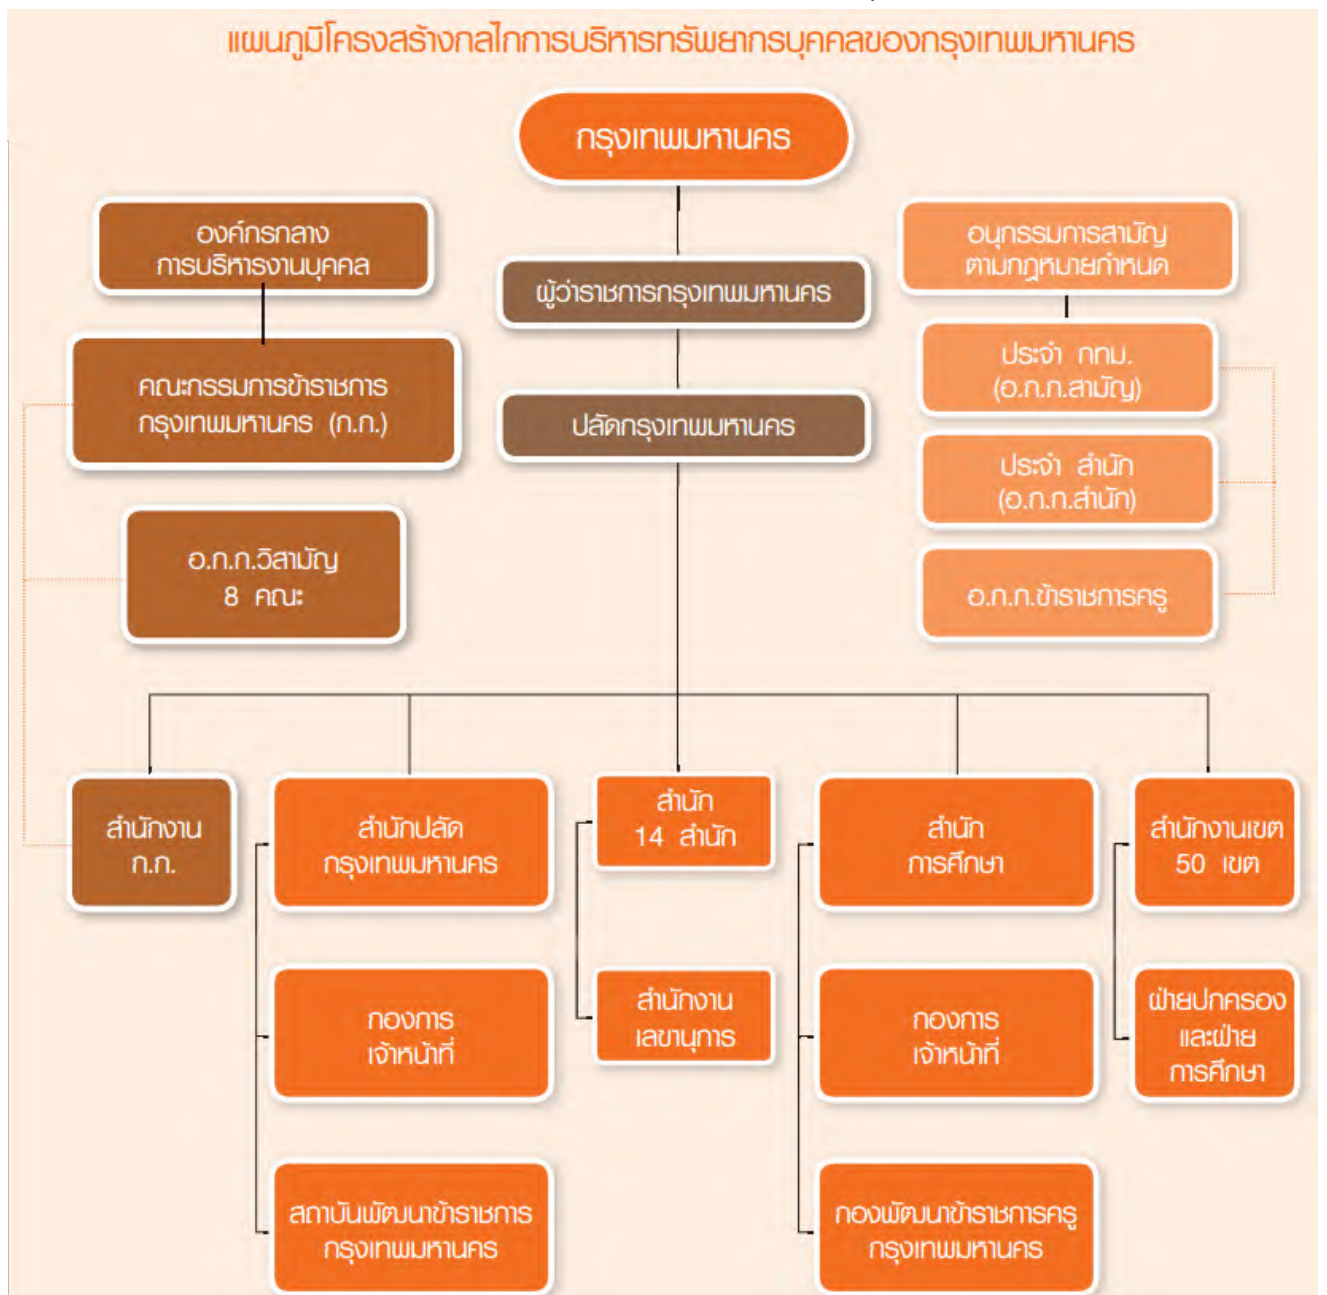 แผนภูมิโครงสร้างกลไกการบริหารทรัพยากรบุคคลของกรุงเทพมหานคร
กรุงเทพมหานคร
องค์กรกลาง
การบริหารงานบุคคล
อนุกรรมการสามัญ
ตามกฎหมายกำหนด
ผู้ว่าราชการกรุงเทพมหานคร
คณะกรรมการข้าราชการ
กรุงเทพมหานคร (ก.ก.)
ประจำ กทม.
(อ.ก.ก.สามัญ)
ปลัดกรุงเทพมหานคร
ประจำ สำนัก
(อ.ก.ก.สำนัก)
อ.ก.ก.วิสามัญ
8 คณะ
อ.ก.ก.ข้าราชการครู
สำนักงาน
ก.ก.
สำนักปลัด
กรุงเทพมหานคร
สำนัก
14 สำนัก
สำนัก
การศึกษา
สำนักงานเขต
50 เขต
กองการ
เจ้าหน้าที่
สำนักงาน
เลขานุการ
กองการ
เจ้าหน้าที่
ฝ่ายปกครอง
และฝ่าย
การศึกษา
สถาบันพัฒนาข้าราชการ
กรุงเทพมหานคร
กองพัฒนาข้าราชการครู
กรุงเทพมหานคร